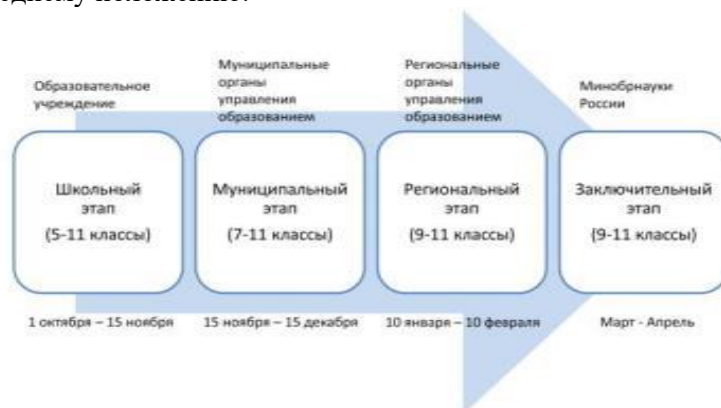 едному положению:
Образовательное
учреждение
Муниципальные
органы
управления
образованием
Региональные
органы
управления
образованием
Минобрнауки
России
Школьный
этап
(5-11 классы)
Муниципальный
этап
(7-11 классы)
Региональный
этап
(9-11 классы)
Заключительный
этап
(9-11 классы)
1 октября – 15 ноября
15 ноября – 15 декабря
10 января – 10 февраля
Март - Апрель